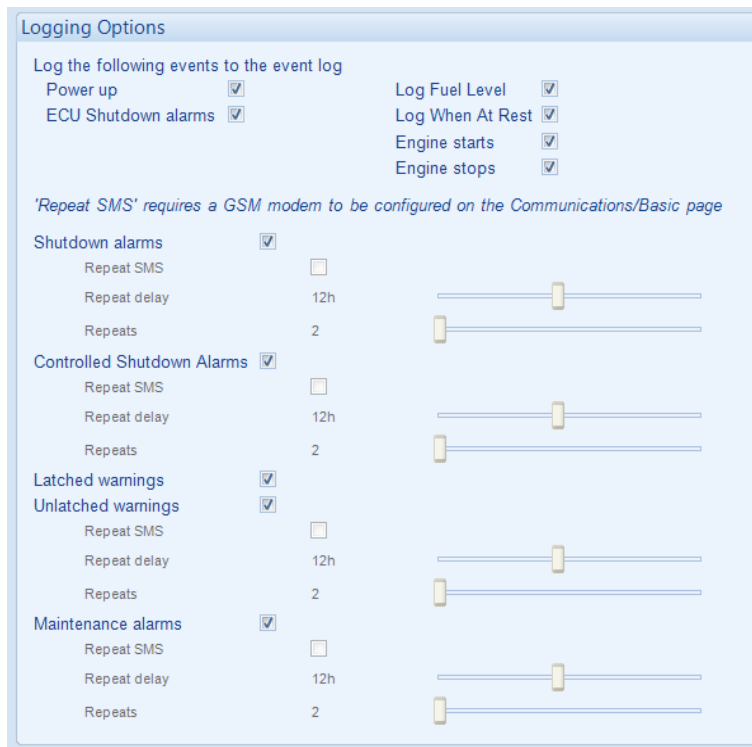 Logging Options
Log the following events to the event log
Power up Log Fuel Level
ECU Shutdown alarms Log When At Rest
Engine starts
Engine stops
'Repeat SMS' requires a GSM modem to be configured on the Communications/Basic page
Shutdown alarms
Repeat SMS
Repeat delay 12h
Repeats 2
Controlled Shutdown Alarms
Repeat SMS
Repeat delay 12h
Repeats 2
Latched warnings
Unlatched warnings
Repeat SMS
Repeat delay 12h
Repeats 2
Maintenance alarms
Repeat SMS
Repeat delay 12h
Repeats 2